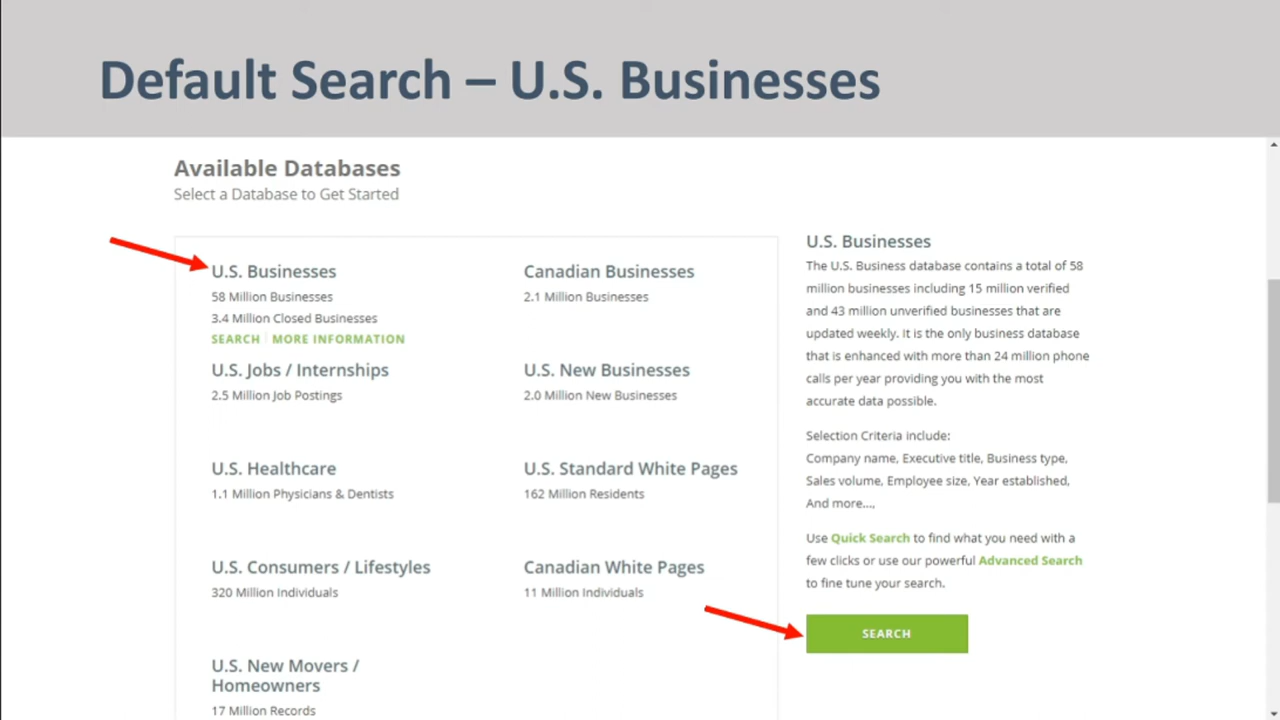 Default Search – U.S. Businesses
Available Databases
Select a Database to Get Started
U.S. Businesses
58 Million Businesses
3.4 Million Closed Businesses
SEARCH | MORE INFORMATION
Canadian Businesses
2.1 Million Businesses
U.S. Jobs / Internships
2.5 Million Job Postings
U.S. New Businesses
2.0 Million New Businesses
U.S. Healthcare
1.1 Million Physicians & Dentists
U.S. Standard White Pages
162 Million Residents
U.S. Consumers / Lifestyles
320 Million Individuals
Canadian White Pages
11 Million Individuals
U.S. New Movers /
Homeowners
17 Million Records
U.S. Businesses
The U.S. Business database contains a total of 58
million businesses including 15 million verified
and 43 million unverified businesses that are
updated weekly. It is the only business database
that is enhanced with more than 24 million phone
calls per year providing you with the most
accurate data possible.
Selection Criteria include:
Company name, Executive title, Business type,
Sales volume, Employee size, Year established,
And more...,
Use Quick Search to find what you need with a
few clicks or use our powerful Advanced Search
to fine tune your search.
SEARCH